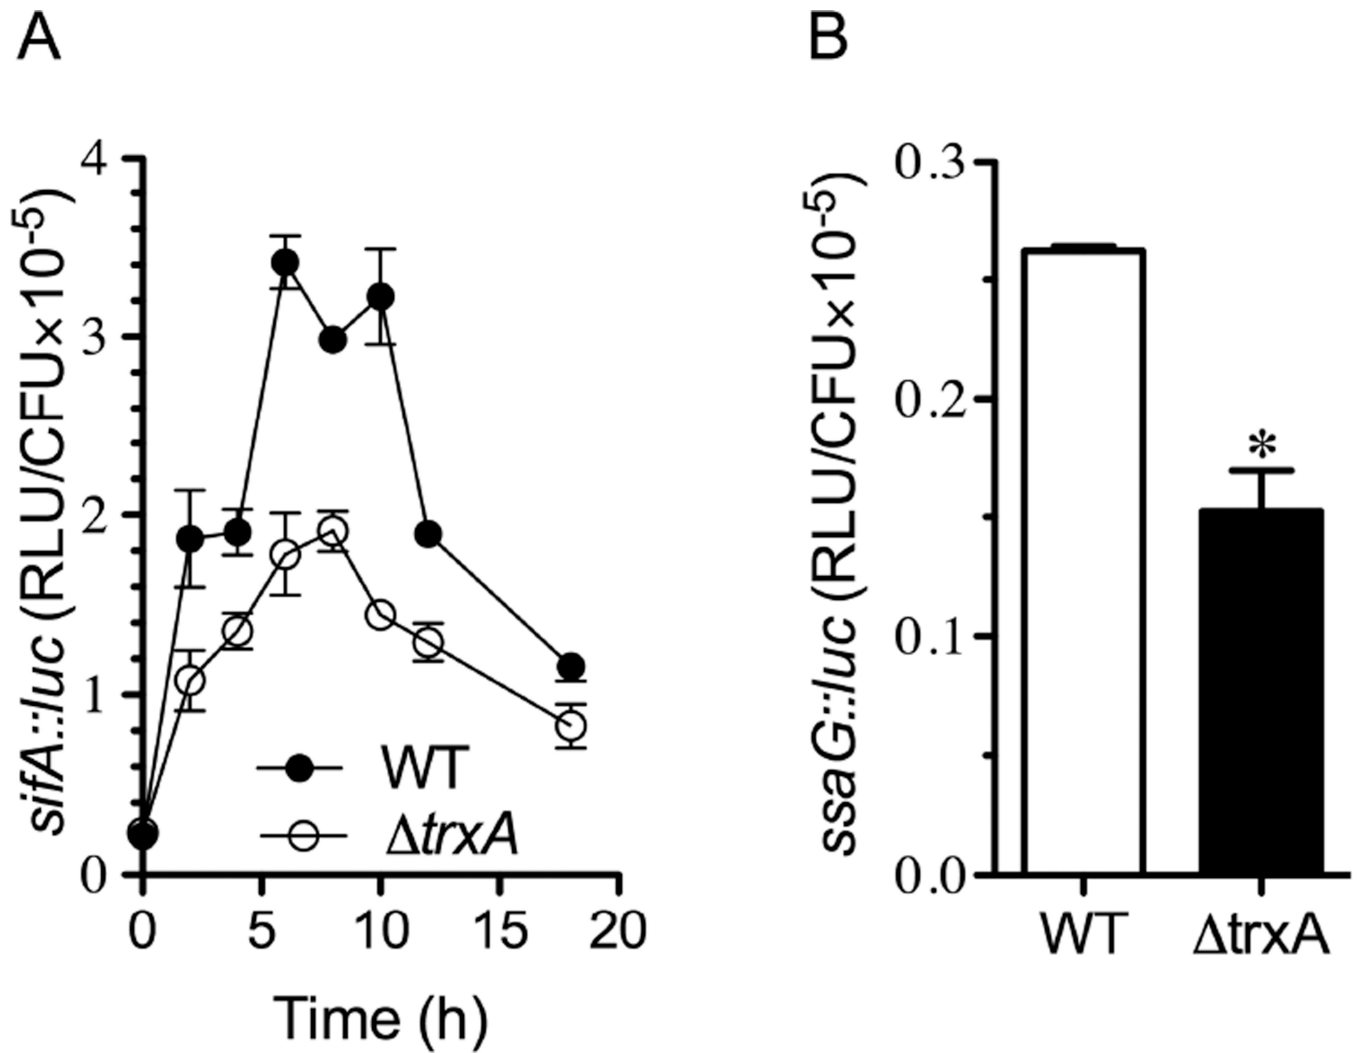 A
sifA::luc (RLU/CFU×10-5)
4
3
2
1
0
WT
ΔtrxA
0 5 10 15 20
Time (h)
B
ssaG::luc (RLU/CFU×10-5)
0.3
0.2
0.1
0.0
*
WT ΔtrxA